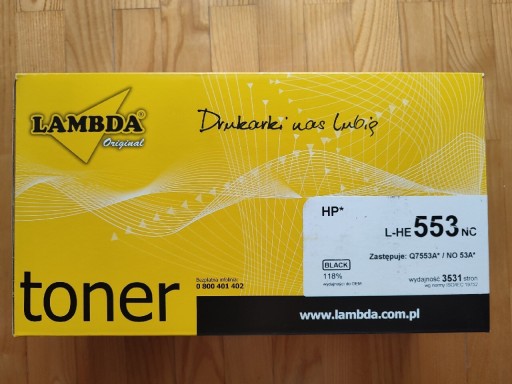 LAMBDA®
Original
Drukarki nas lubią
HP*
L-HE 553 NC
Zastępuje: Q7553A* / NO 53A*
BLACK
118%
wydajność 3531 stron
toner
Bezpłatna infolinia:
0 800 401 402
www.lambda.com.pl